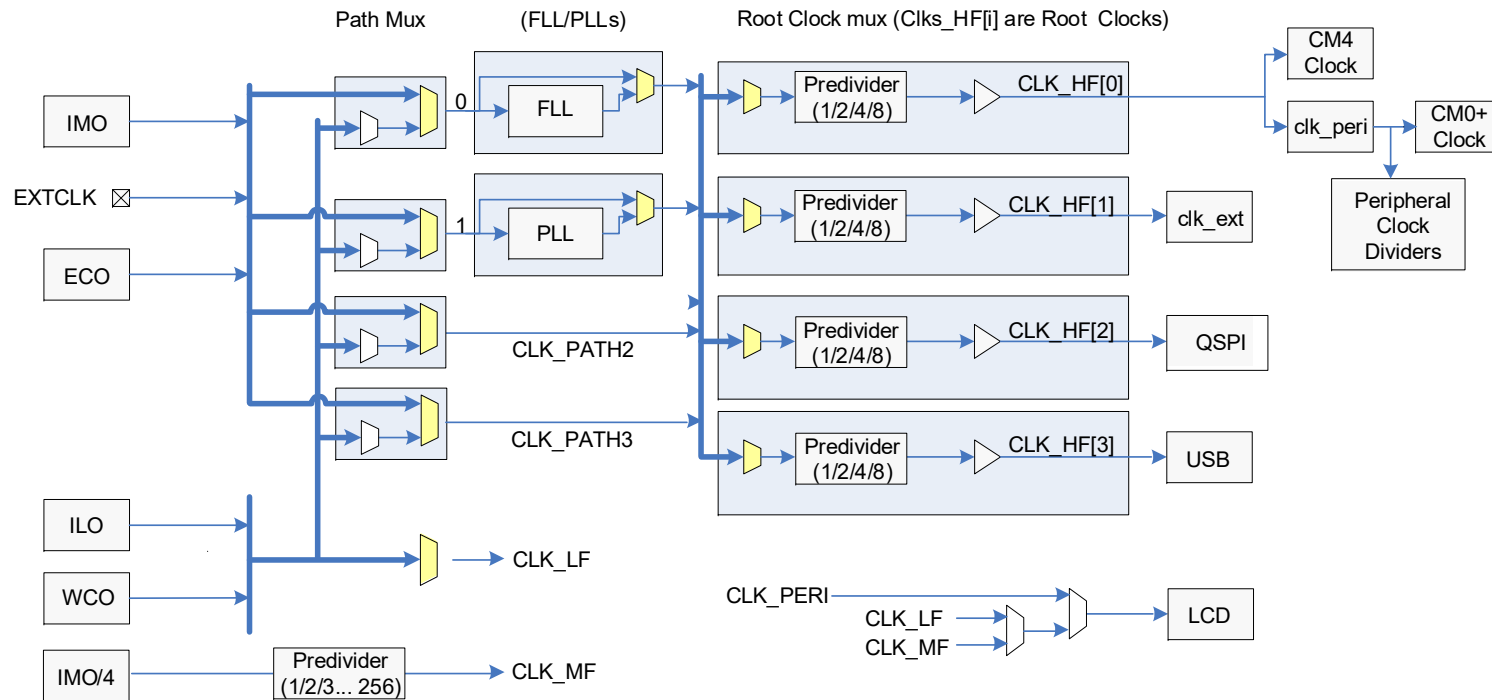 Path Mux
(FLL/PLLs)
Root Clock mux (Clks_HF[i] are Root Clocks)
IMO
EXTCLK
ECO
0
FLL
1
PLL
CLK_PATH2
CLK_PATH3
Predivider
(1/2/4/8)
CLK_HF[0]
CM4
Clock
clk_peri
CM0+
Clock
Peripheral
Clock
Dividers
Predivider
(1/2/4/8)
CLK_HF[1]
clk_ext
Predivider
(1/2/4/8)
CLK_HF[2]
QSPI
Predivider
(1/2/4/8)
CLK_HF[3]
USB
ILO
WCO
CLK_LF
IMO/4
Predivider
(1/2/3... 256)
CLK_MF
CLK_PERI
CLK_LF
CLK_MF
LCD